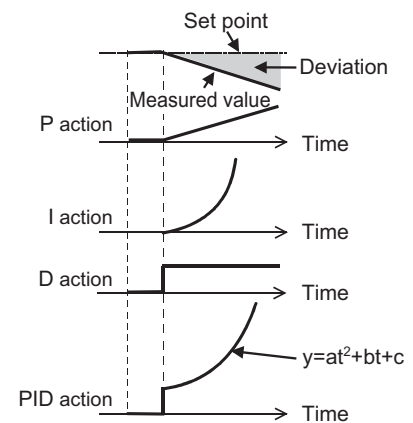 Set point
Deviation
Measured value
P action
Time
I action
Time
D action
Time
y=at²+bt+c
PID action
Time